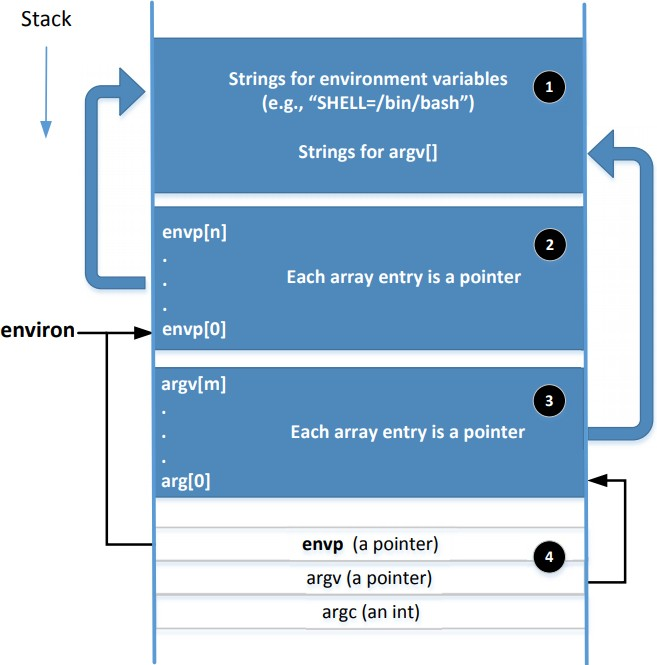 Stack
Strings for environment variables
(e.g., “SHELL=/bin/bash”)
1
Strings for argv[]
envp[n]
2
.
.
Each array entry is a pointer
.
envp[0]
environ
argv[m]
3
.
.
Each array entry is a pointer
.
arg[0]
envp (a pointer)
4
argv (a pointer)
argc (an int)